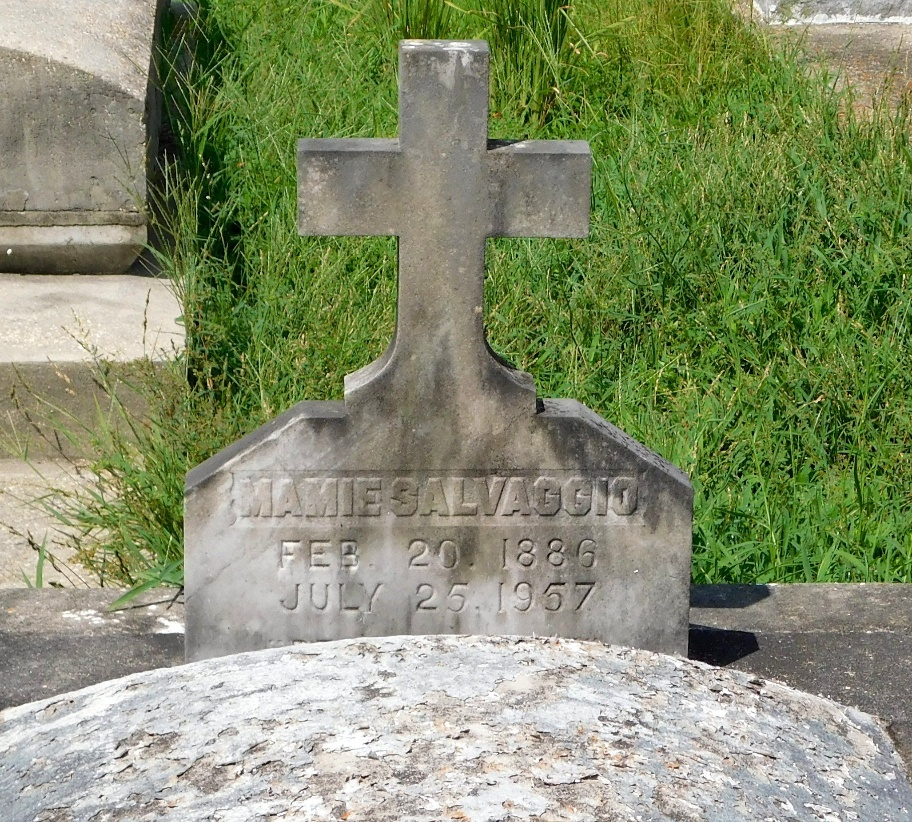 MAMIE SALVAGGIO
FEB. 20. 1886
JULY 25. 1957